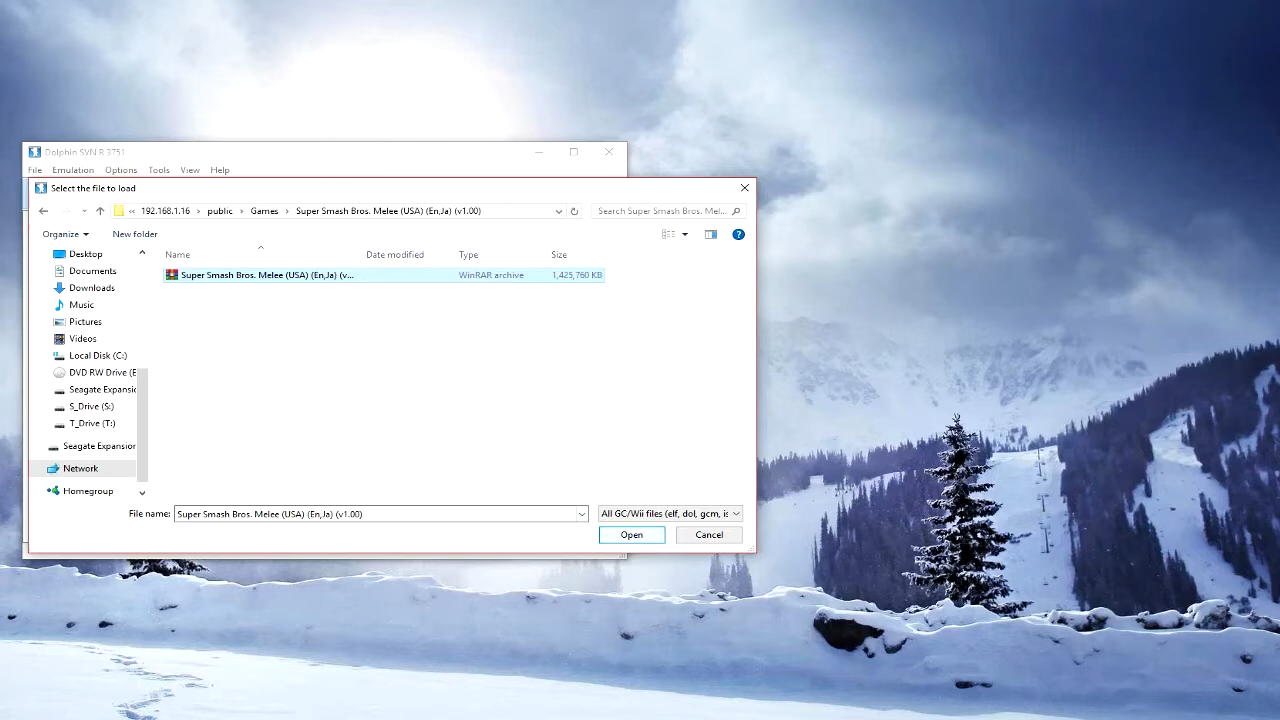 Dolphin SVN R 3751
File Emulation Options Tools View Help
Select the file to load
192.168.1.16 › public › Games › Super Smash Bros. Melee (USA) (En,Ja) (v1.00)
Search Super Smash Bros. Mel...
Organize New folder
Name Date modified Type Size
Super Smash Bros. Melee (USA) (En,Ja) (v... WinRAR archive 1,425,760 KB
Desktop
Documents
Downloads
Music
Pictures
Videos
Local Disk (C:)
DVD RW Drive (E
Seagate Expansic
S_Drive (S:)
T_Drive (T:)
Seagate Expansior
Network
Homegroup
File name: Super Smash Bros. Melee (USA) (En,Ja) (v1.00) All GC/Wii files (elf, dol, gcm, is
Open Cancel